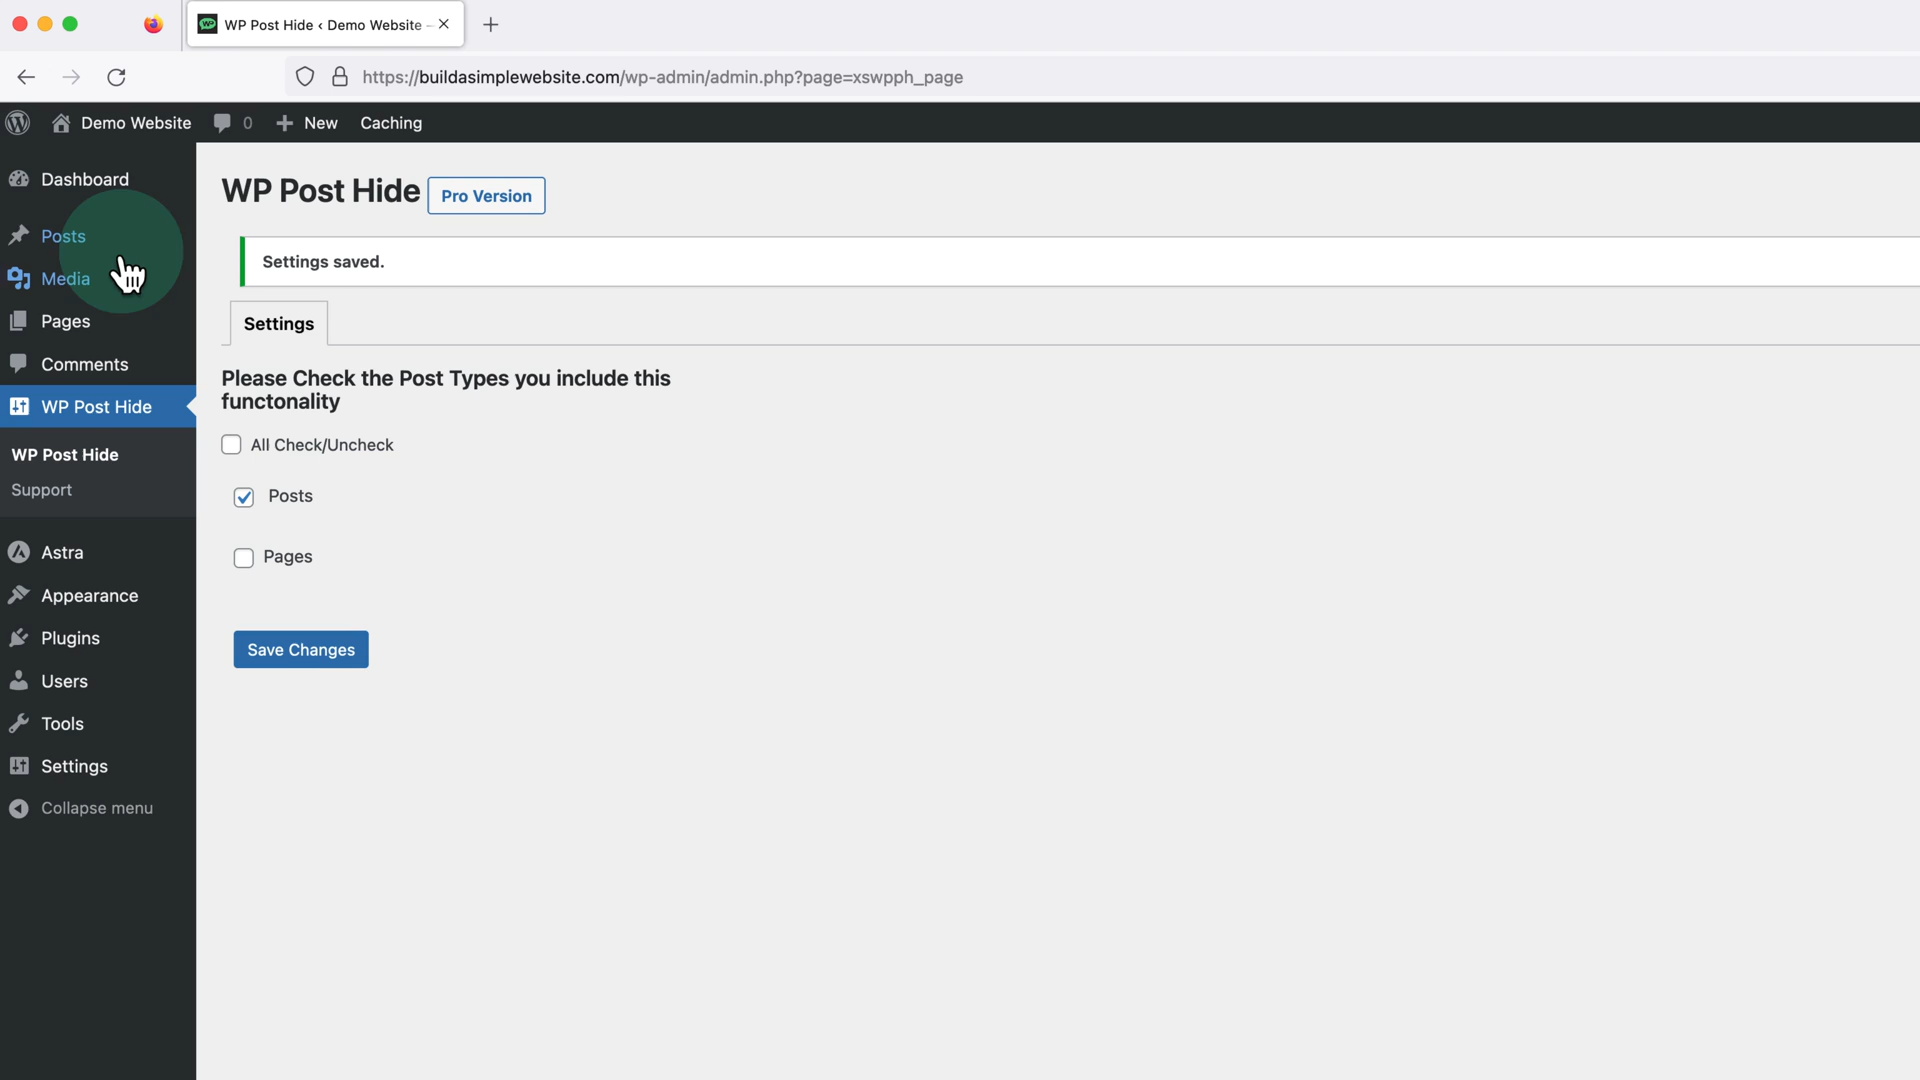 WP Post Hide ‹ Demo Website –
https://buildasimplewebsite.com/wp-admin/admin.php?page=xswpph_page
Demo Website 0 New Caching
Dashboard
Posts
Media
Pages
Comments
WP Post Hide
WP Post Hide
Support
Astra
Appearance
Plugins
Users
Tools
Settings
Collapse menu
WP Post Hide Pro Version
Settings saved.
Settings
Please Check the Post Types you include this
functonality
All Check/Uncheck
Posts
Pages
Save Changes